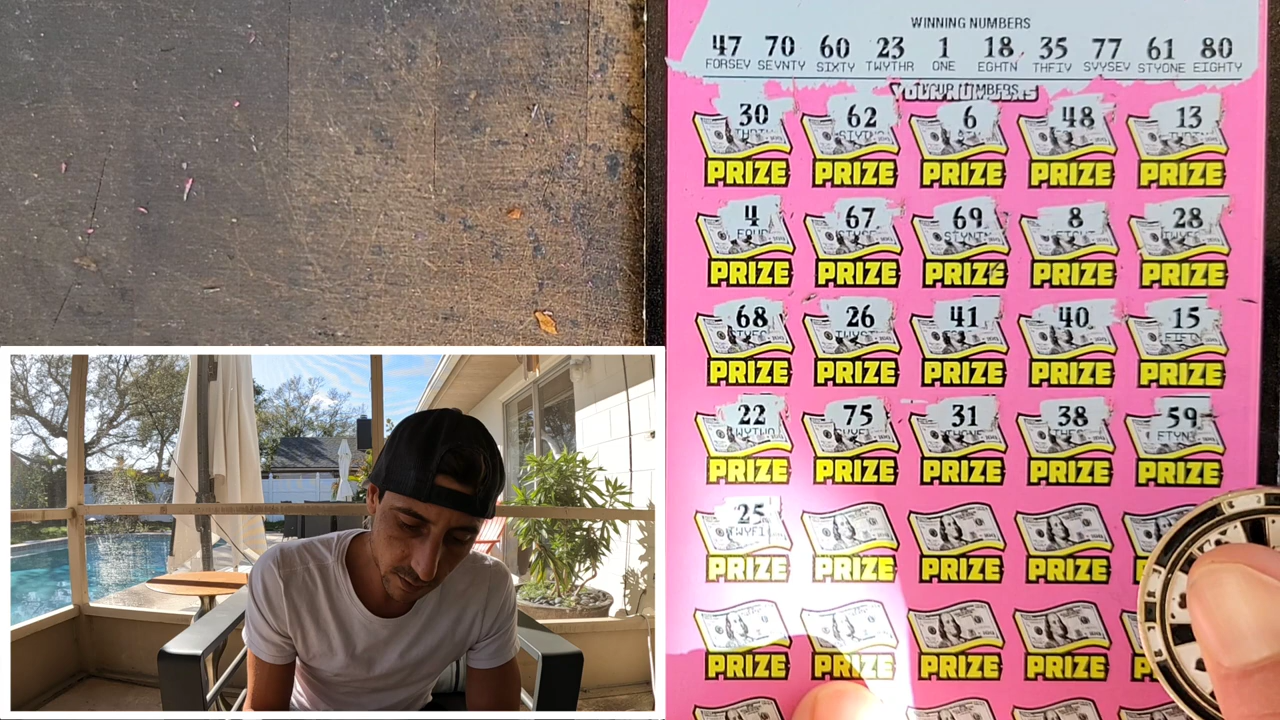 WINNING NUMBERS
47 70 60 23 1 18 35 77 61 80
FORSEV SEVNTY SIXTY TWYTHR ONE EGHTN THFIV SVYSEV STYONE EIGHTY
YOUR NUMBERS
30 62 6 48 13
PRIZE PRIZE PRIZE PRIZE PRIZE
4 67 69 8 28
PRIZE PRIZE PRIZE PRIZE PRIZE
68 26 41 40 15
PRIZE PRIZE PRIZE PRIZE PRIZE
22 75 31 38 59
PRIZE PRIZE PRIZE PRIZE PRIZE
25
PRIZE PRIZE PRIZE PRIZE
PRIZE PRIZE PRIZE PRIZE